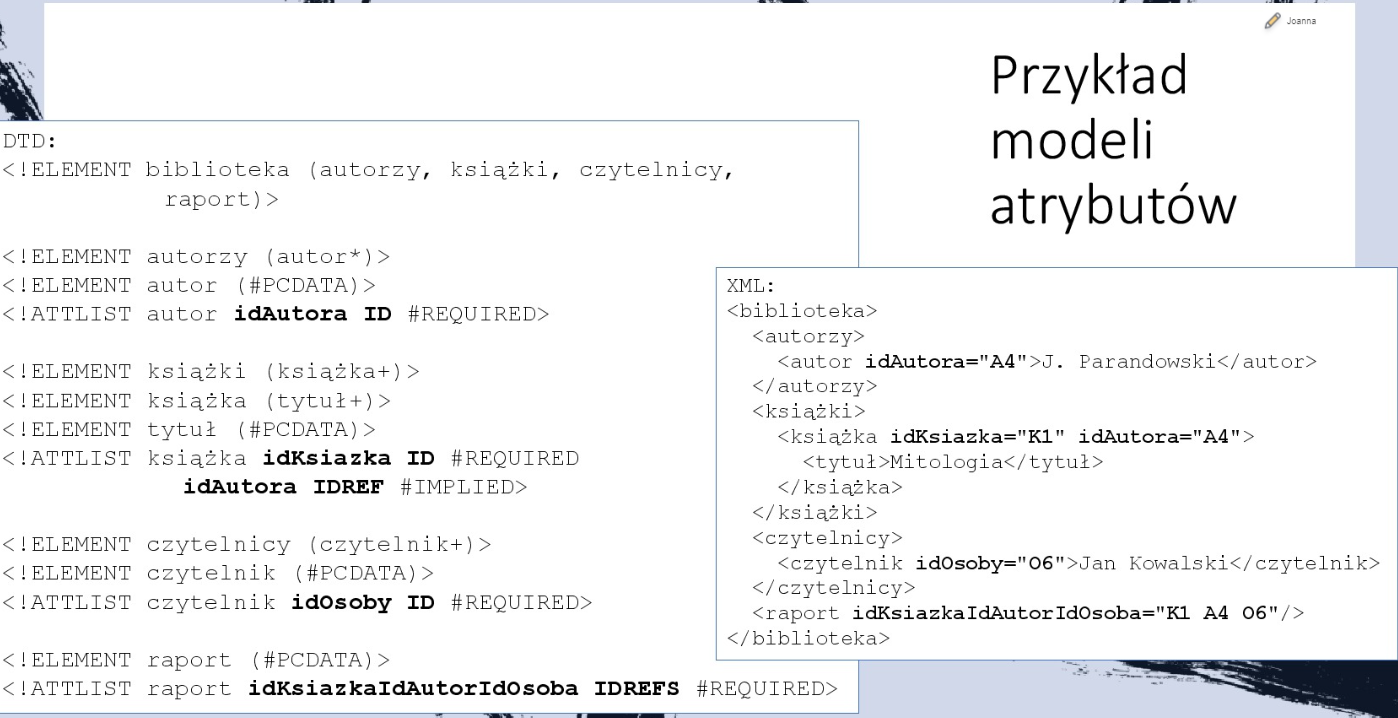 Joanna
Przykład
modeli
atrybutów
DTD:
<!ELEMENT biblioteka (autorzy, książki, czytelnicy,
raport)>
<!ELEMENT autorzy (autor*)>
<!ELEMENT autor (#PCDATA)>
<!ATTLIST autor idAutora ID #REQUIRED>
<!ELEMENT książki (książka+)>
<!ELEMENT książka (tytuł+)>
<!ELEMENT tytuł (#PCDATA)>
<!ATTLIST książka idKsiazka ID #REQUIRED
idAutora IDREF #IMPLIED>
<!ELEMENT czytelnicy (czytelnik+)>
<!ELEMENT czytelnik (#PCDATA)>
<!ATTLIST czytelnik idOsoby ID #REQUIRED>
<!ELEMENT raport (#PCDATA)>
<!ATTLIST raport idKsiazkaIdAutorIdOsoba IDREFS #REQUIRED>
XML:
<biblioteka>
<autorzy>
<autor idAutora="A4">J. Parandowski</autor>
</autorzy>
<książki>
<książka idKsiazka="K1" idAutora="A4">
<tytuł>Mitologia</tytuł>
</książka>
</książki>
<czytelnicy>
<czytelnik idOsoby="O6">Jan Kowalski</czytelnik>
</czytelnicy>
<raport idKsiazkaIdAutorIdOsoba="K1 A4 O6"/>
</biblioteka>